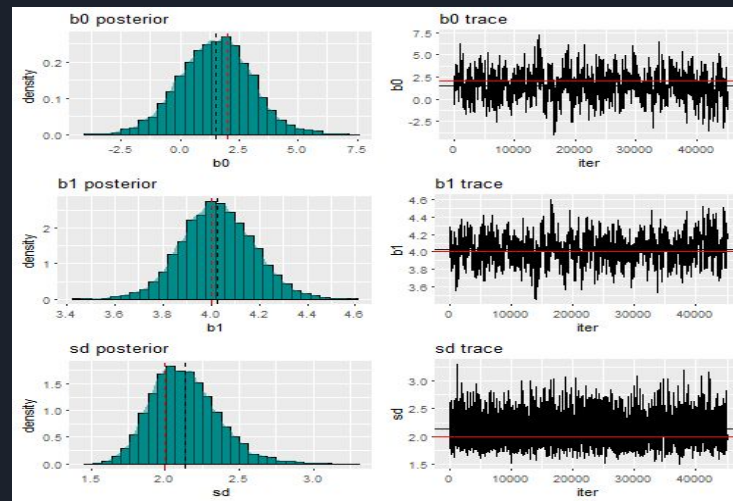 b0 posterior
density
0.2
0.1
0.0
-2.5 0.0 2.5 5.0 7.5
b0
b0 trace
b0
7.5
5.0
2.5
0.0
-2.5
0 10000 20000 30000 40000
iter
b1 posterior
density
2
1
0
3.4 3.6 3.8 4.0 4.2 4.4 4.6
b1
b1 trace
b1
4.6
4.4
4.2
4.0
3.8
3.6
0 10000 20000 30000 40000
iter
sd posterior
density
1.5
1.0
0.5
0.0
1.5 2.0 2.5 3.0
sd
sd trace
sd
3.0
2.5
2.0
1.5
0 10000 20000 30000 40000
iter